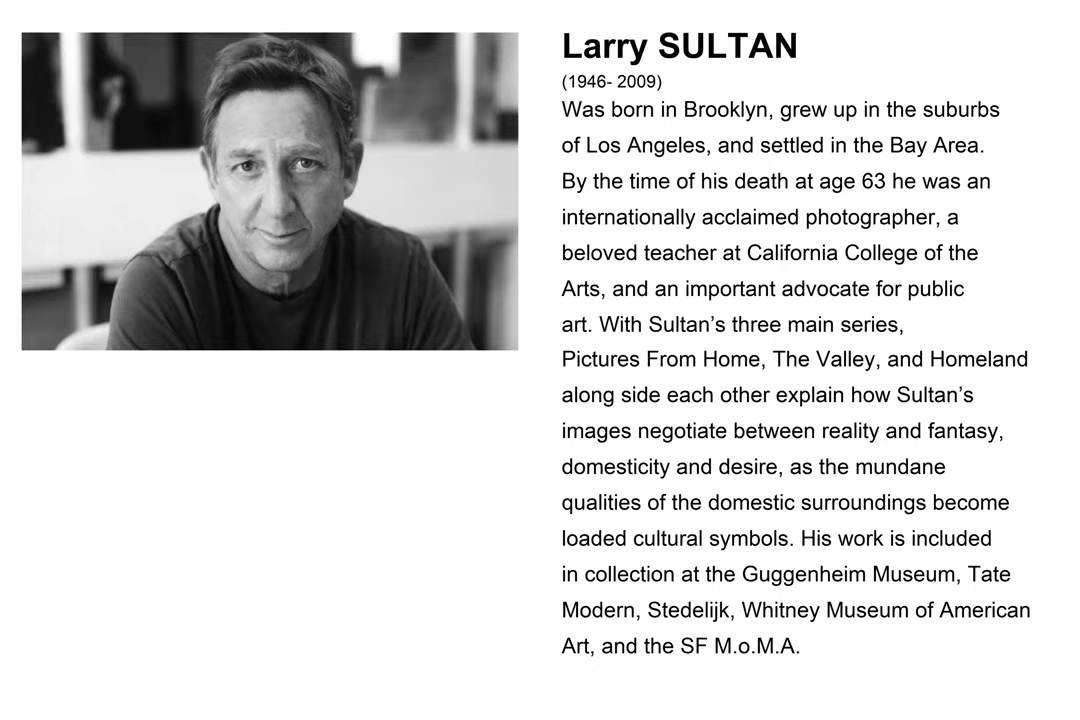 Larry SULTAN
(1946- 2009)
Was born in Brooklyn, grew up in the suburbs
of Los Angeles, and settled in the Bay Area.
By the time of his death at age 63 he was an
internationally acclaimed photographer, a
beloved teacher at California College of the
Arts, and an important advocate for public
art. With Sultan’s three main series,
Pictures From Home, The Valley, and Homeland
along side each other explain how Sultan’s
images negotiate between reality and fantasy,
domesticity and desire, as the mundane
qualities of the domestic surroundings become
loaded cultural symbols. His work is included
in collection at the Guggenheim Museum, Tate
Modern, Stedelijk, Whitney Museum of American
Art, and the SF M.o.M.A.